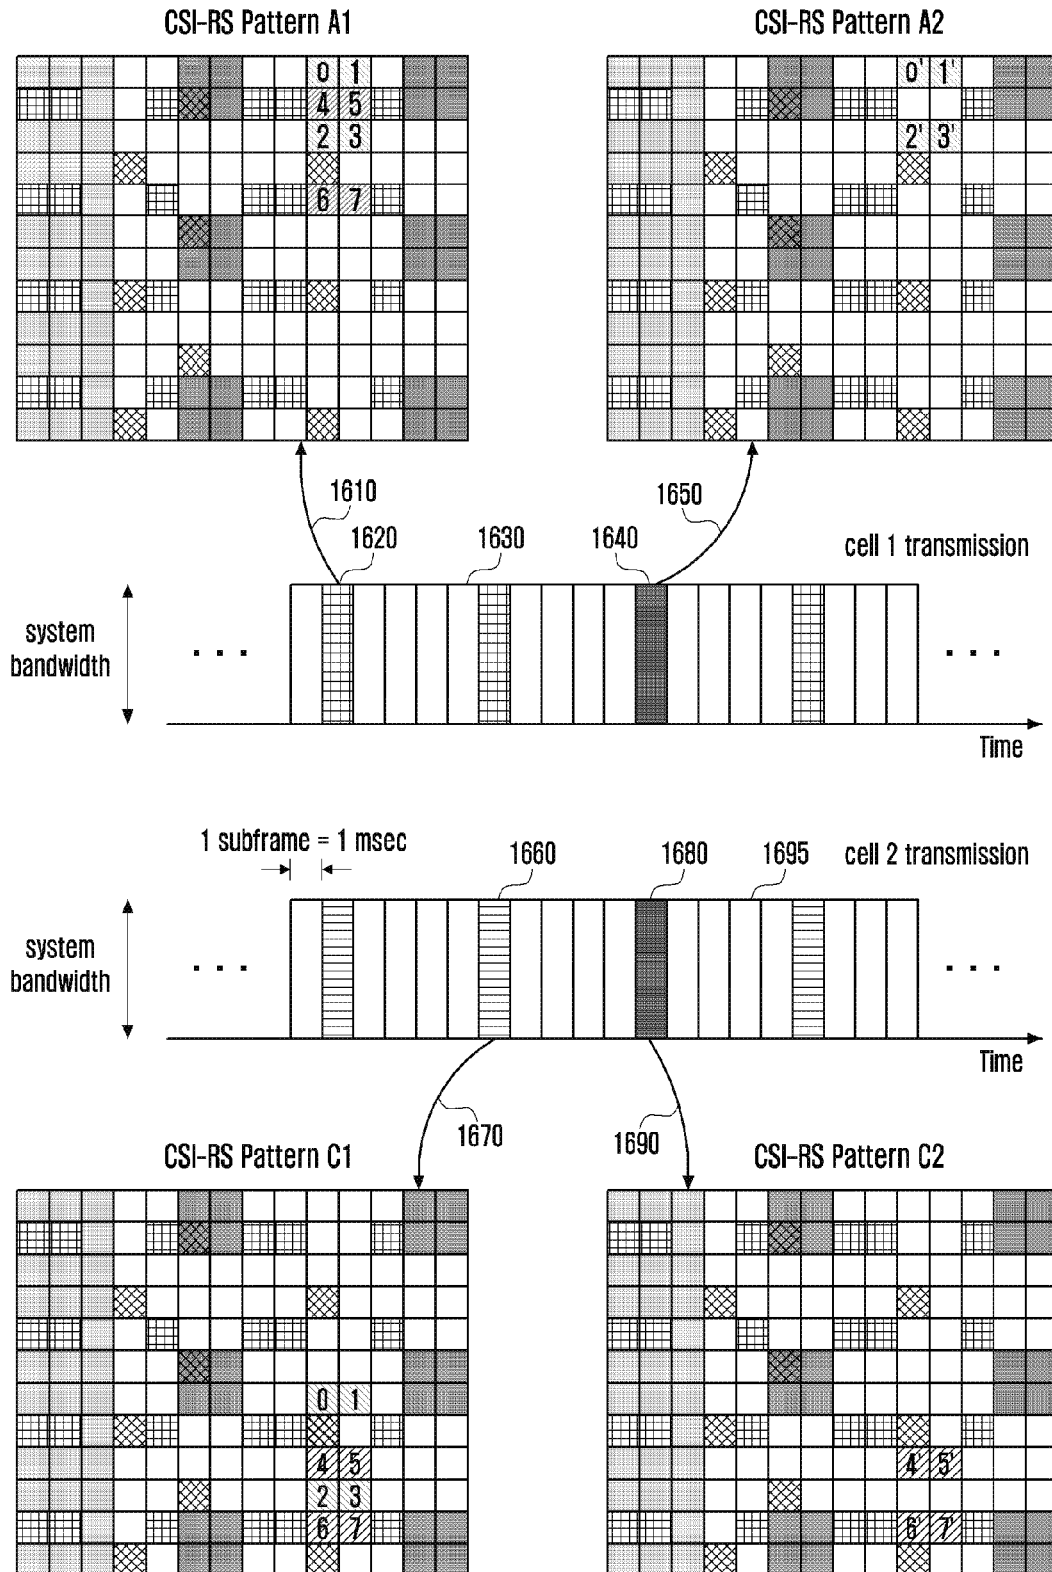 CSI-RS Pattern A1
CSI-RS Pattern A2
0 1
4 5
2 3
6 7
0' 1'
2' 3'
1610
1620
1630
1640
1650
cell 1 transmission
system
bandwidth
. . .
. . .
Time
1 subframe = 1 msec
1660
1680
1695
cell 2 transmission
system
bandwidth
. . .
. . .
Time
1670
1690
CSI-RS Pattern C1
CSI-RS Pattern C2
0 1
4 5
2 3
6 7
4' 5'
6' 7'